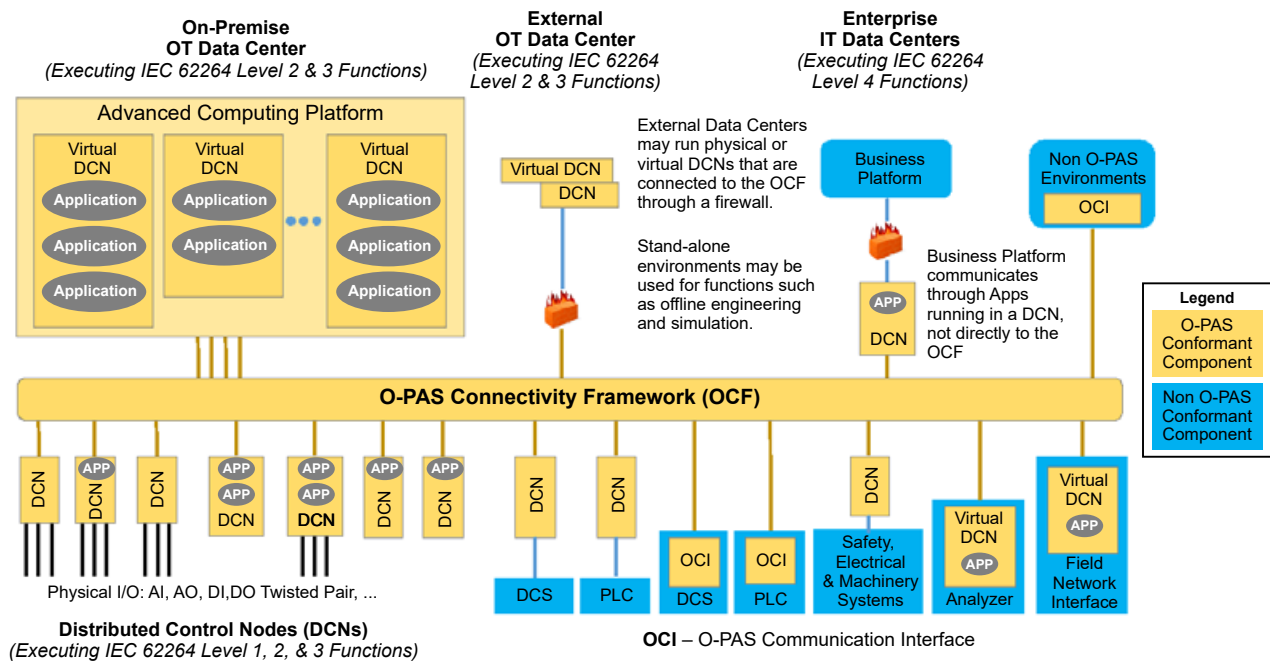 On-Premise
OT Data Center
(Executing IEC 62264 Level 2 & 3 Functions)
External
OT Data Center
(Executing IEC 62264
Level 2 & 3 Functions)
Enterprise
IT Data Centers
(Executing IEC 62264
Level 4 Functions)
Advanced Computing Platform
Virtual
DCN
Application
Application
Application
Virtual
DCN
Application
Application
Virtual
DCN
Application
Application
Application
Virtual DCN
DCN
External Data Centers
may run physical or
virtual DCNs that are
connected to the OCF
through a firewall.
Stand-alone
environments may be
used for functions such
as offline engineering
and simulation.
Business
Platform
APP
DCN
Business Platform
communicates
through Apps
running in a DCN,
not directly to the
OCF
Non O-PAS
Environments
OCI
Legend
O-PAS
Conformant
Component
Non O-PAS
Conformant
Component
O-PAS Connectivity Framework (OCF)
DCN
APP
DCN
DCN
APP
APP
DCN
APP
APP
DCN
APP
DCN
APP
DCN
DCN
DCS
DCN
PLC
OCI
DCS
OCI
PLC
DCN
Safety,
Electrical
& Machinery
Systems
Virtual
DCN
APP
Analyzer
Virtual
DCN
APP
Field
Network
Interface
Physical I/O: AI, AO, DI,DO Twisted Pair, ...
Distributed Control Nodes (DCNs)
(Executing IEC 62264 Level 1, 2, & 3 Functions)
OCI – O-PAS Communication Interface